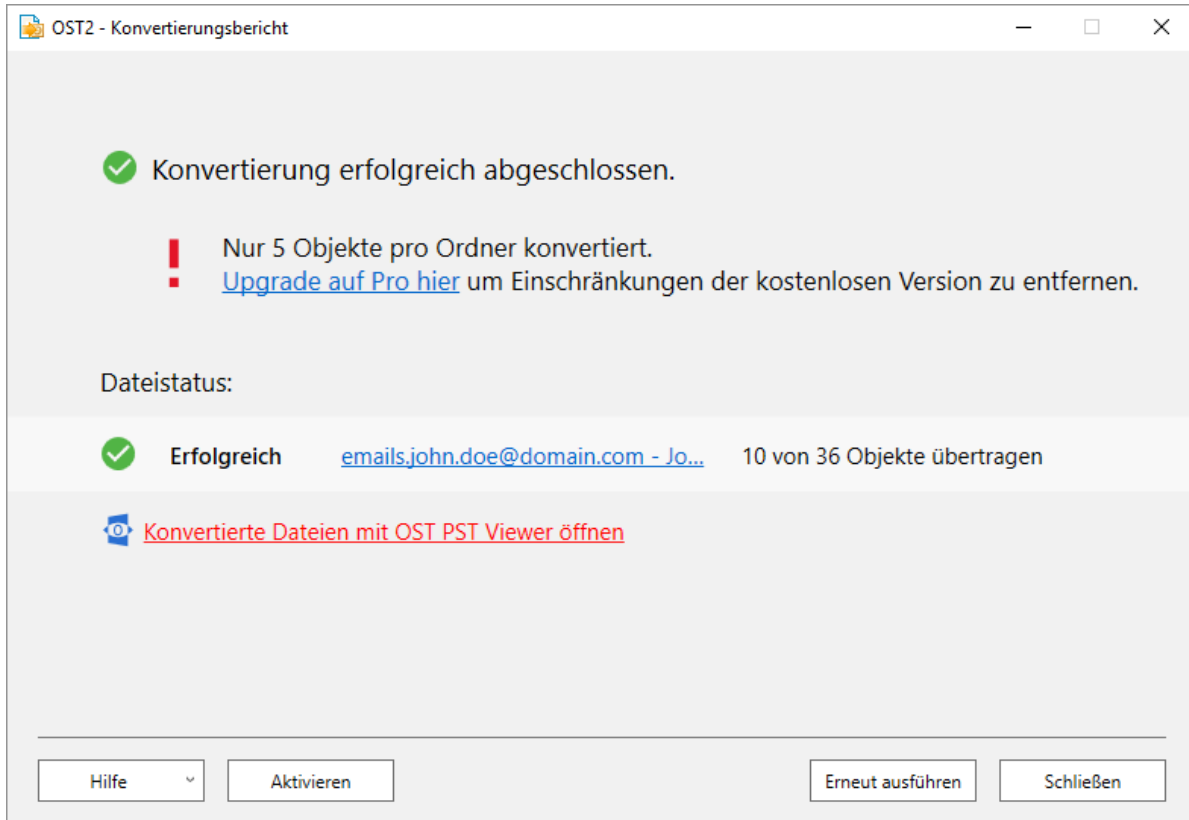 OST2 - Konvertierungsbericht
Konvertierung erfolgreich abgeschlossen.
Nur 5 Objekte pro Ordner konvertiert.
Upgrade auf Pro hier um Einschränkungen der kostenlosen Version zu entfernen.
Dateistatus:
Erfolgreich emails.john.doe@domain.com - Jo... 10 von 36 Objekte übertragen
Konvertierte Dateien mit OST PST Viewer öffnen
Hilfe Aktivieren Erneut ausführen Schließen